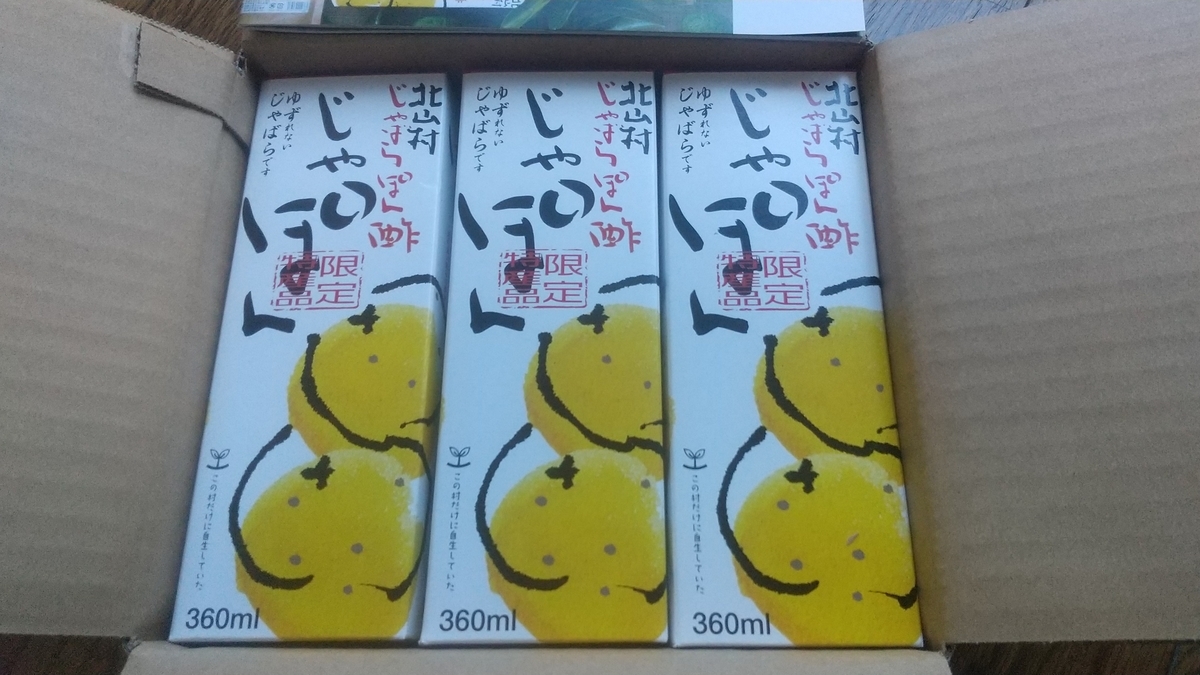 北山村
じゃばらぽん酢
じゃぽん
ゆずれない
じゃばらです
限定
特産品
この村だけに自生していた
360ml
北山村
じゃばらぽん酢
じゃぽん
ゆずれない
じゃばらです
限定
特産品
この村だけに自生していた
360ml
北山村
じゃばらぽん酢
じゃぽん
ゆずれない
じゃばらです
限定
特産品
この村だけに自生していた
360ml